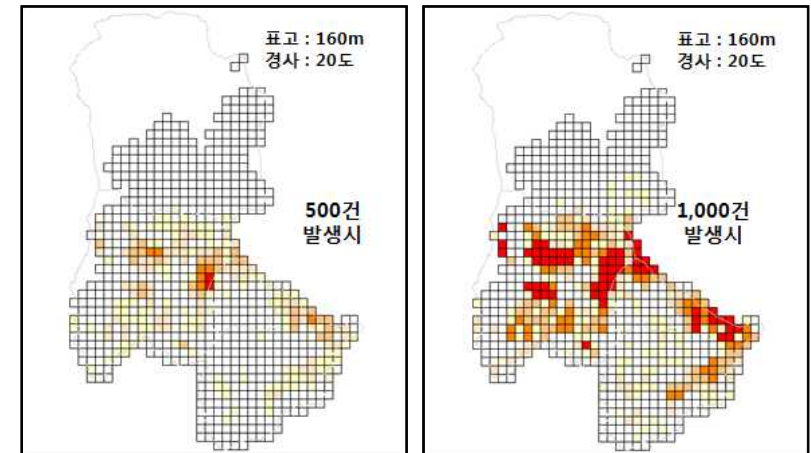 표고 : 160m
경사 : 20도
500건
발생시
표고 : 160m
경사 : 20도
1,000건
발생시